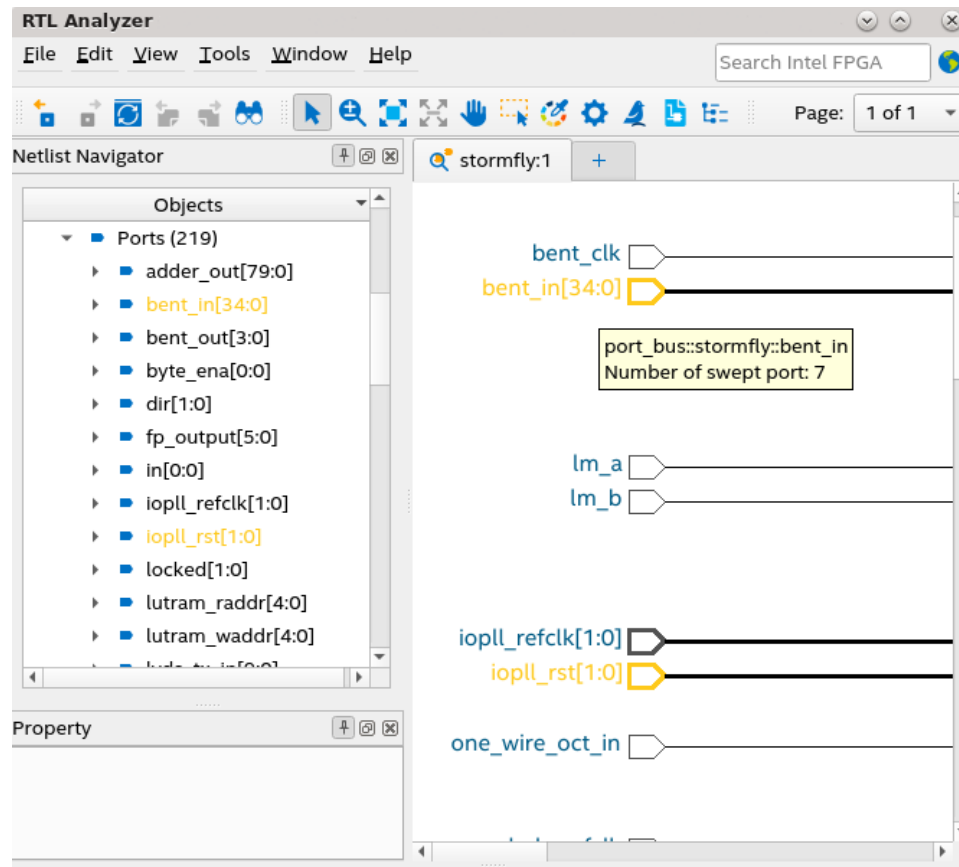 RTL Analyzer
File Edit View Tools Window Help
Search Intel FPGA
Page: 1 of 1
Netlist Navigator
stormfly:1
+
Objects
Ports (219)
adder_out[79:0]
bent_in[34:0]
bent_out[3:0]
byte_ena[0:0]
dir[1:0]
fp_output[5:0]
in[0:0]
iopll_refclk[1:0]
iopll_rst[1:0]
locked[1:0]
lutram_raddr[4:0]
lutram_waddr[4:0]
Property
bent_clk
bent_in[34:0]
port_bus::stormfly::bent_in
Number of swept port: 7
lm_a
lm_b
iopll_refclk[1:0]
iopll_rst[1:0]
one_wire_oct_in